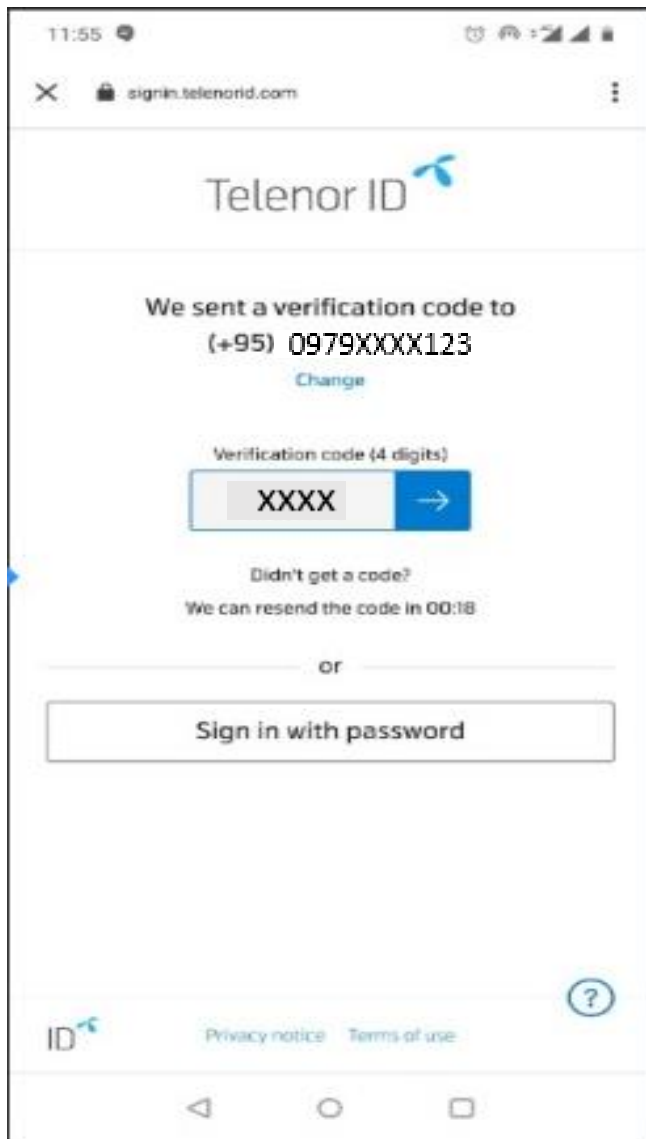 11:55
signin.telenorid.com
Telenor ID
We sent a verification code to
(+95) 0979XXXX123
Change
Verification code (4 digits)
XXXX
Didn't get a code?
We can resend the code in 00:18
or
Sign in with password
?
ID
Privacy notice Terms of use